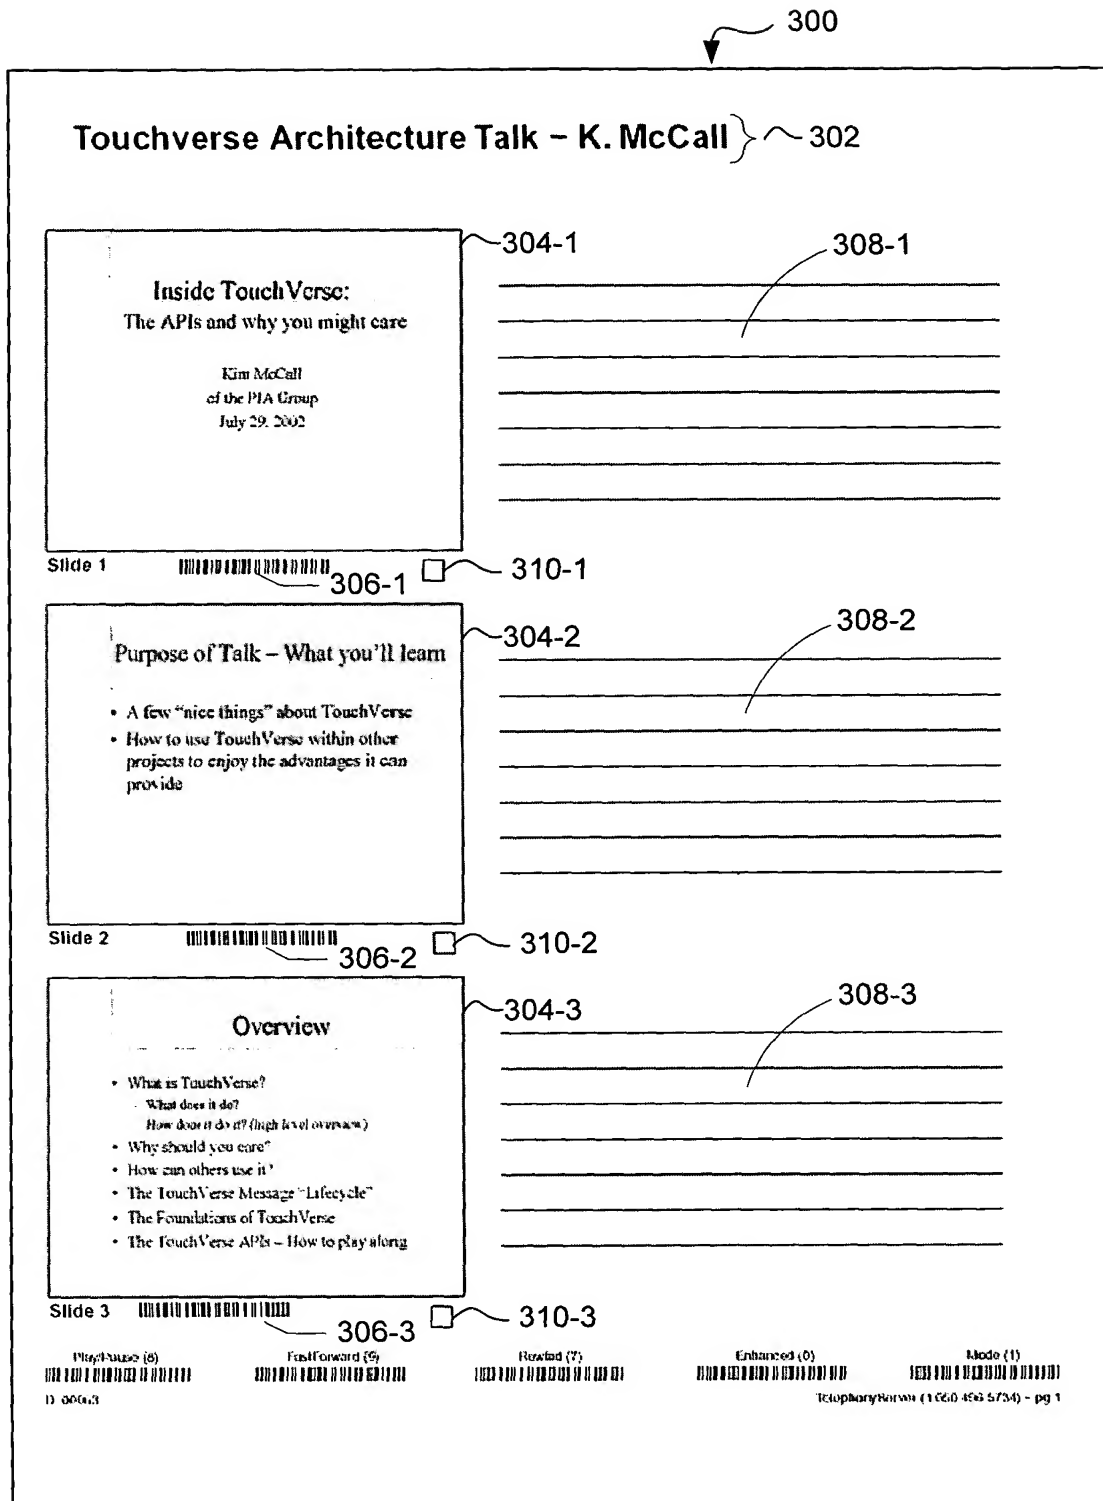 300
Touchverse Architecture Talk – K. McCall
302
304-1
308-1
Inside TouchVerse:
The APIs and why you might care
Kim McCall
of the PIA Group
July 29, 2002
Slide 1
306-1
310-1
304-2
308-2
Purpose of Talk – What you'll learn
• A few "nice things" about TouchVerse
• How to use TouchVerse within other
projects to enjoy the advantages it can
provide
Slide 2
306-2
310-2
304-3
308-3
Overview
• What is TouchVerse?
What does it do?
How does it do it? (high level overview)
• Why should you care?
• How can others use it?
• The TouchVerse Message "Lifecycle"
• The Foundations of TouchVerse
• The TouchVerse APIs – How to play along
Slide 3
306-3
310-3
Play/Pause (8)
FastForward (9)
Rewind (7)
Enhanced (0)
Mode (1)
TelephonyServer – pg 1